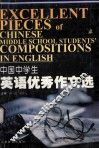 EXCELLENT
PIECES of
CHINESE
MIDDLE SCHOOL STUDENTS'
COMPOSITIONS
IN ENGLISH
中国中学生
英语优秀作文选